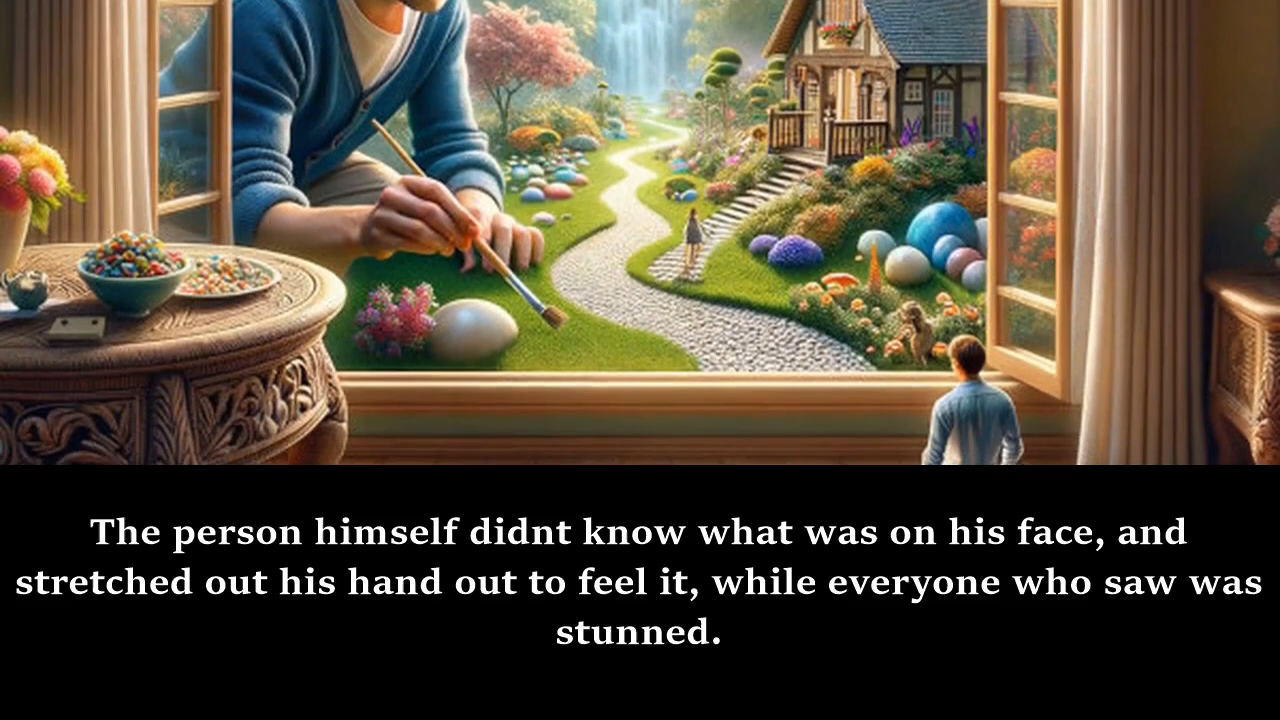 The person himself didnt know what was on his face, and
stretched out his hand out to feel it, while everyone who saw was
stunned.